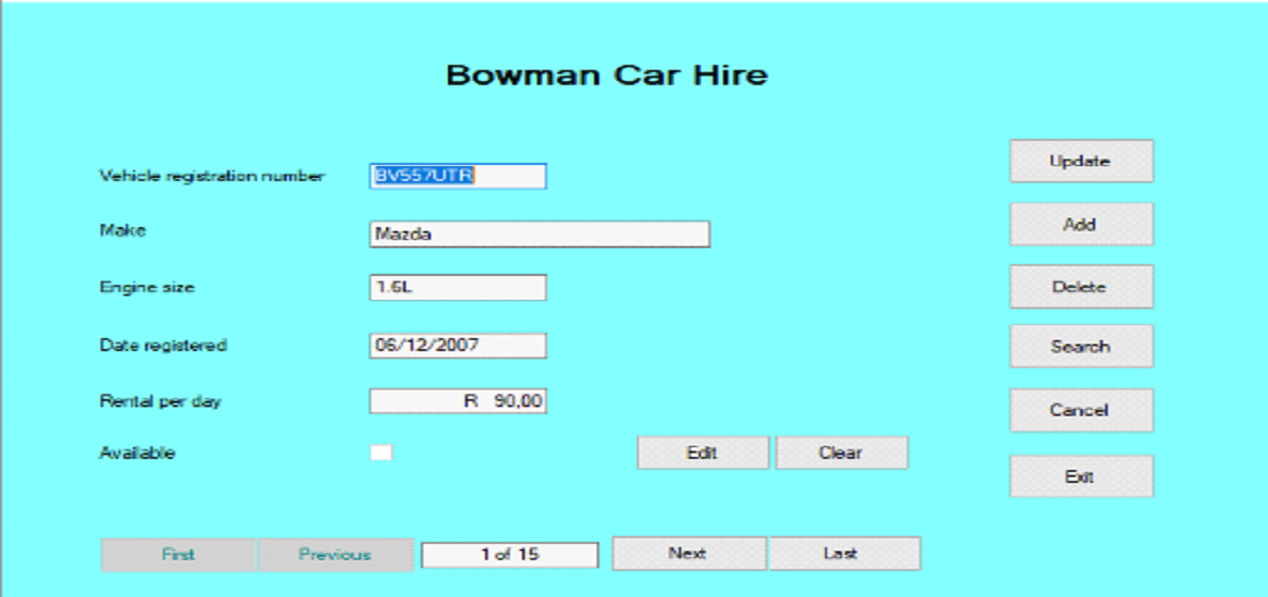 Bowman Car Hire
Vehicle registration number BV557UTR
Make Mazda
Engine size 1.6L
Date registered 06/12/2007
Rental per day R 90,00
Available
Edit Clear
Update
Add
Delete
Search
Cancel
Exit
First Previous 1 of 15 Next Last